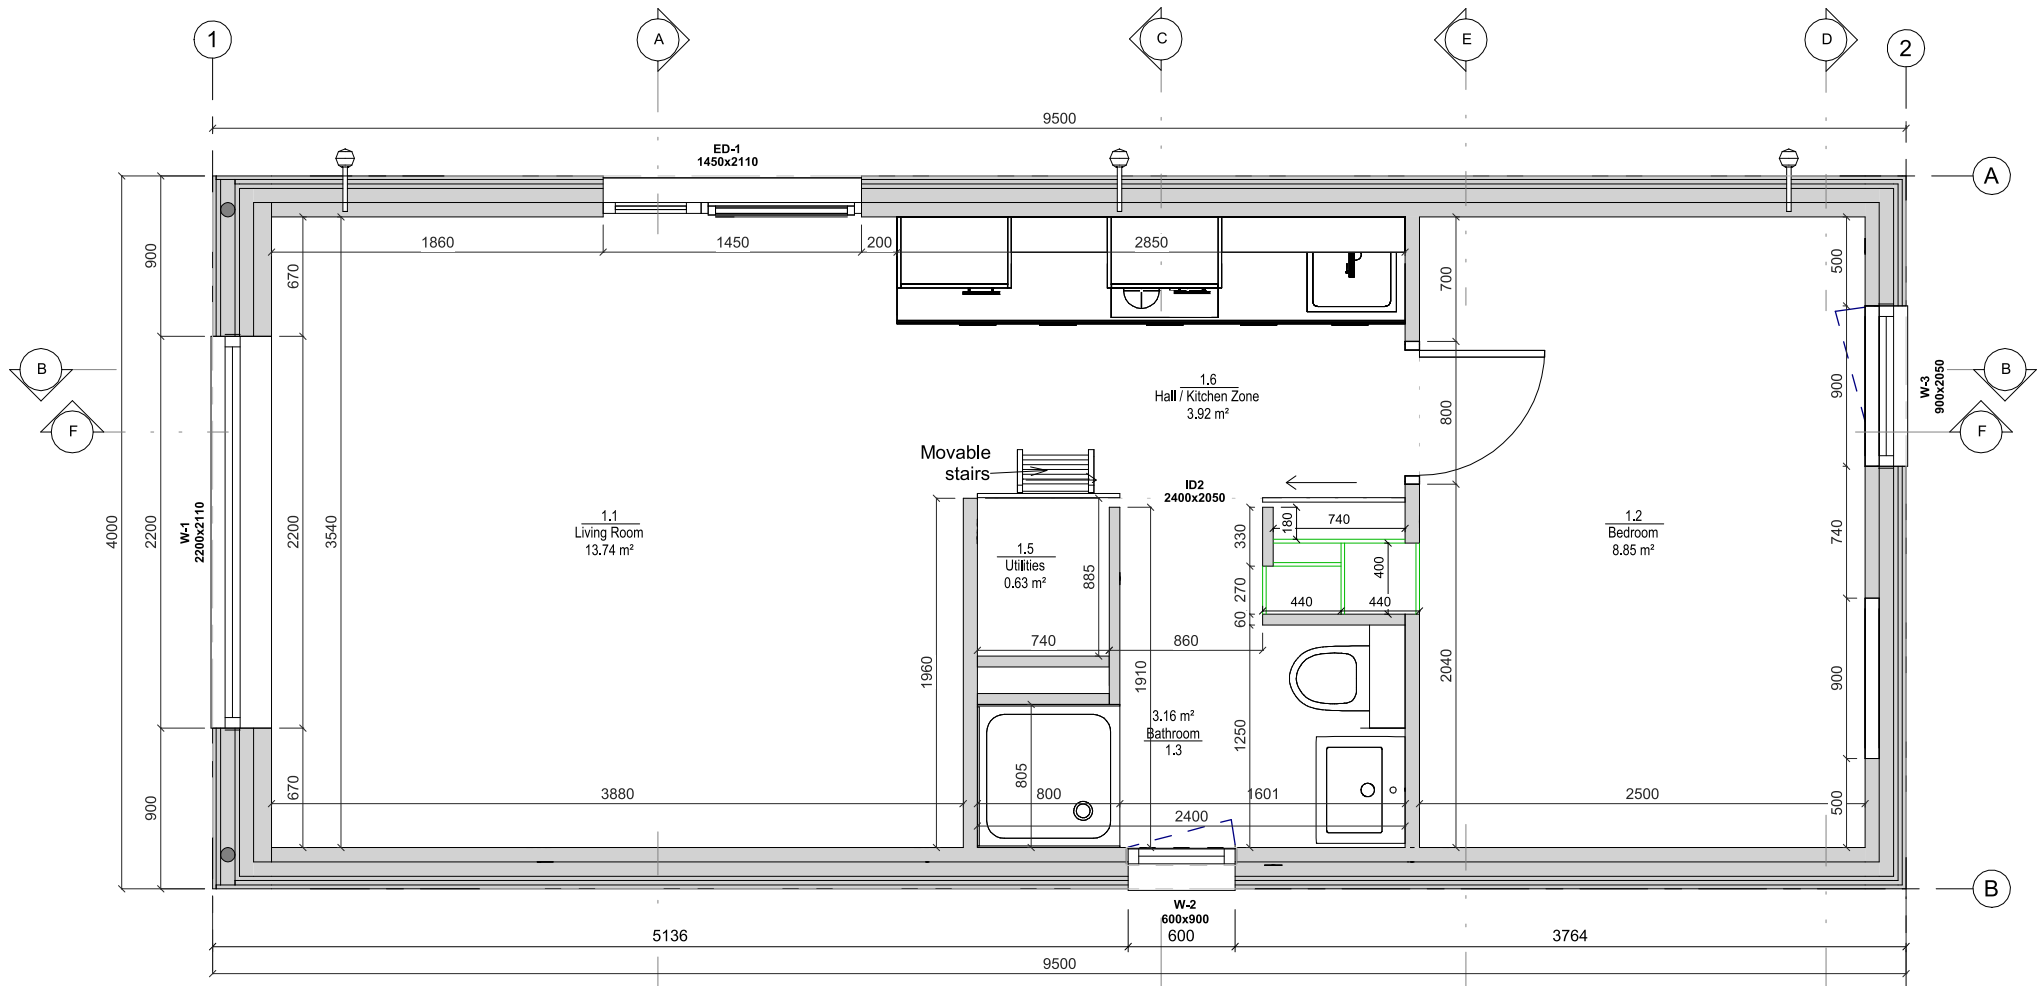 1
A
C
E
D
2
9500
ED-1
1450x2110
A
1860
1450
200
2850
900
670
700
500
4000
2200
2200
3540
W-1
2200x2110
B
F
1.6
Hall / Kitchen Zone
3.92 m²
800
900
W-3
900x2050
B
F
Movable
stairs
ID2
2400x2050
1.1
Living Room
13.74 m²
1.5
Utilities
0.63 m²
885
740
860
330
180
740
400
270
440
440
60
1.2
Bedroom
8.85 m²
740
1960
1910
2040
900
3.16 m²
Bathroom
1.3
1250
805
900
670
3880
800
1601
2400
2500
500
B
W-2
600x900
5136
600
3764
9500